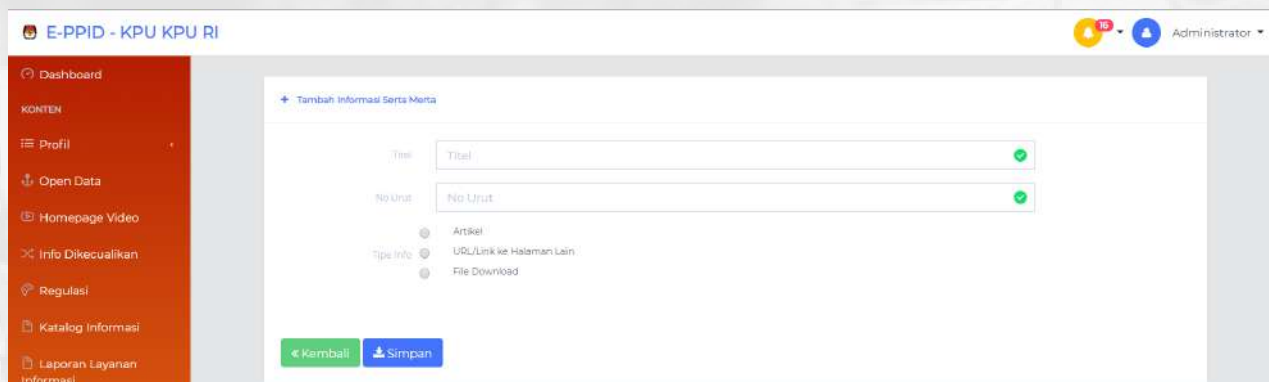 E-PPID - KPU KPU RI
16
Administrator
Dashboard
KONTEN
Profil
Open Data
Homepage Video
Info Dikecualikan
Regulasi
Katalog Informasi
Laporan Layanan
Informasi
+ Tambah Informasi Serta Merta
Titel
Titel
No Urut
No Urut
Tipe Info
Artikel
URL/Link ke Halaman Lain
File Download
« Kembali
Simpan